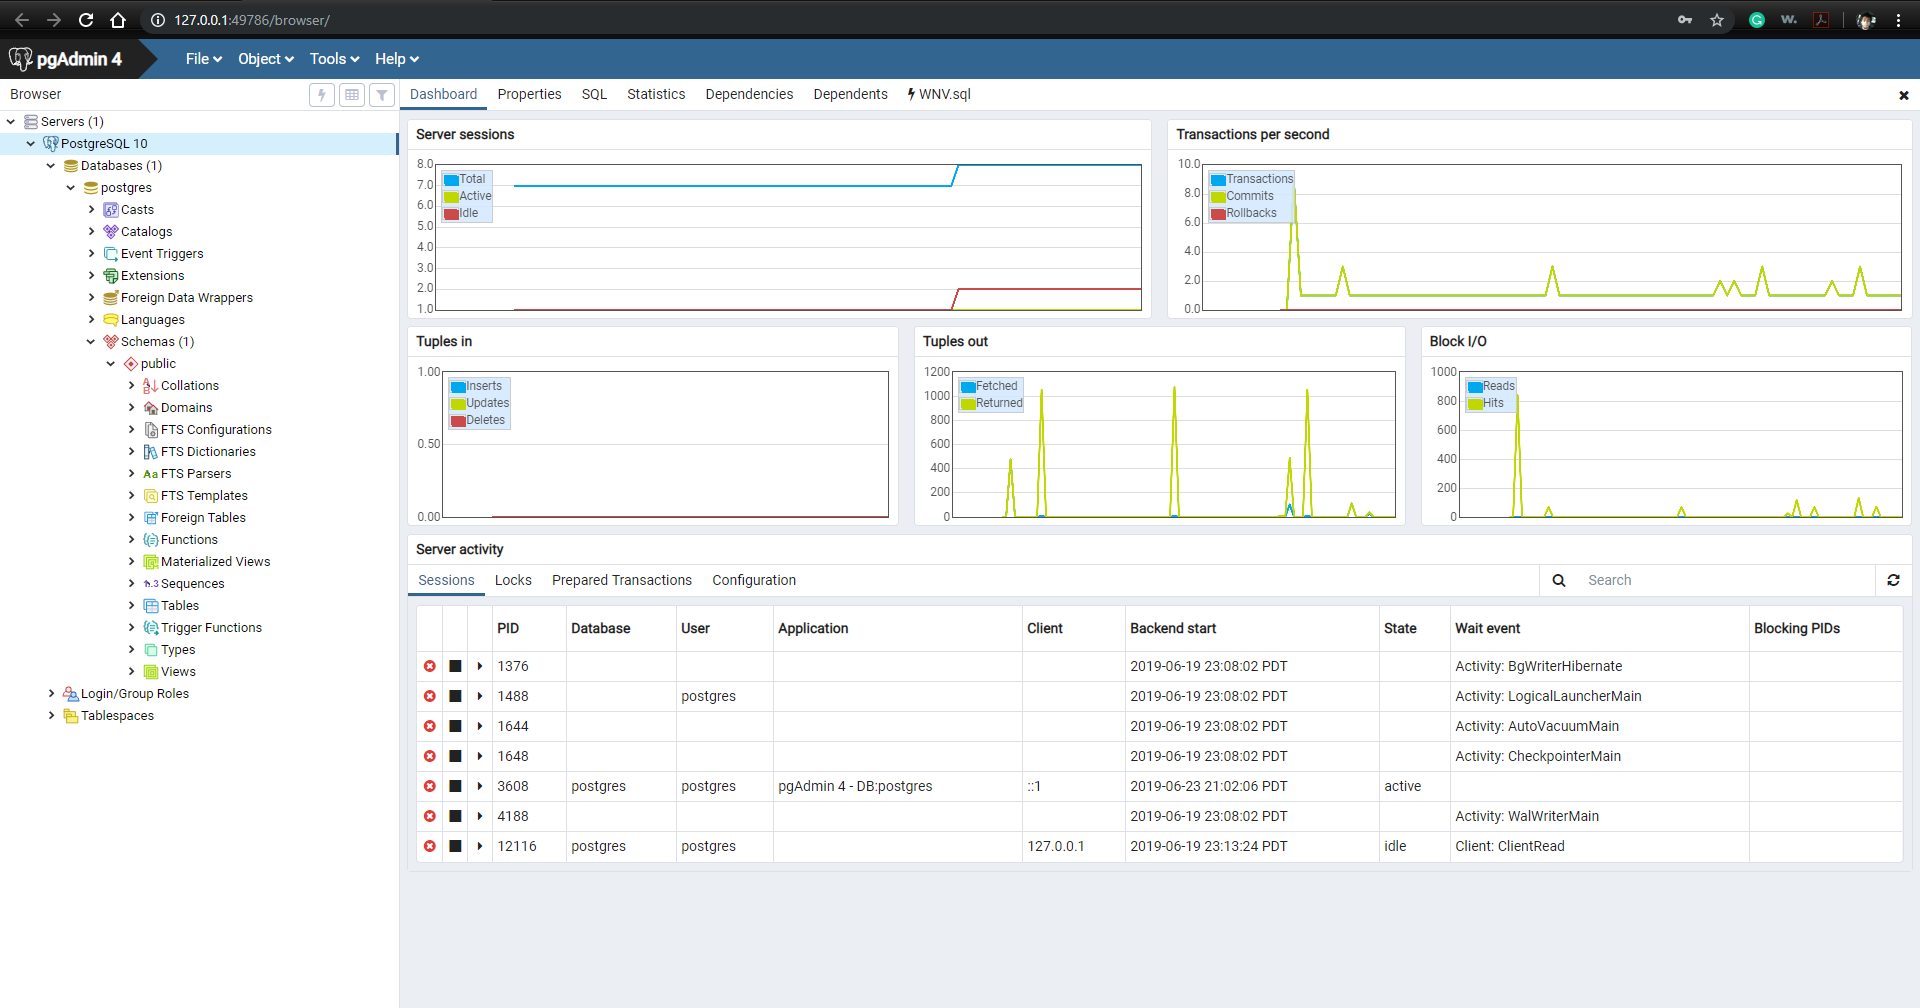 127.0.0.1:49786/browser/
pgAdmin 4
File Object Tools Help
Browser
Dashboard Properties SQL Statistics Dependencies Dependents WNV.sql
Servers (1)
PostgreSQL 10
Databases (1)
postgres
Casts
Catalogs
Event Triggers
Extensions
Foreign Data Wrappers
Languages
Schemas (1)
public
Collations
Domains
FTS Configurations
FTS Dictionaries
Aa FTS Parsers
FTS Templates
Foreign Tables
Functions
Materialized Views
1..3 Sequences
Tables
Trigger Functions
Types
Views
Login/Group Roles
Tablespaces
Server sessions
8.0
7.0
6.0
5.0
4.0
3.0
2.0
1.0
Total
Active
Idle
Transactions per second
10.0
8.0
6.0
4.0
2.0
0.0
Transactions
Commits
Rollbacks
Tuples in
1.00
0.50
0.00
Inserts
Updates
Deletes
Tuples out
1200
1000
800
600
400
200
0
Fetched
Returned
Block I/O
1000
800
600
400
200
0
Reads
Hits
Server activity
Sessions Locks Prepared Transactions Configuration Search
PID Database User Application Client Backend start State Wait event Blocking PIDs
1376 2019-06-19 23:08:02 PDT Activity: BgWriterHibernate
1488 postgres 2019-06-19 23:08:02 PDT Activity: LogicalLauncherMain
1644 2019-06-19 23:08:02 PDT Activity: AutoVacuumMain
1648 2019-06-19 23:08:02 PDT Activity: CheckpointerMain
3608 postgres postgres pgAdmin 4 - DB:postgres ::1 2019-06-23 21:02:06 PDT active
4188 2019-06-19 23:08:02 PDT Activity: WalWriterMain
12116 postgres postgres 127.0.0.1 2019-06-19 23:13:24 PDT idle Client: ClientRead